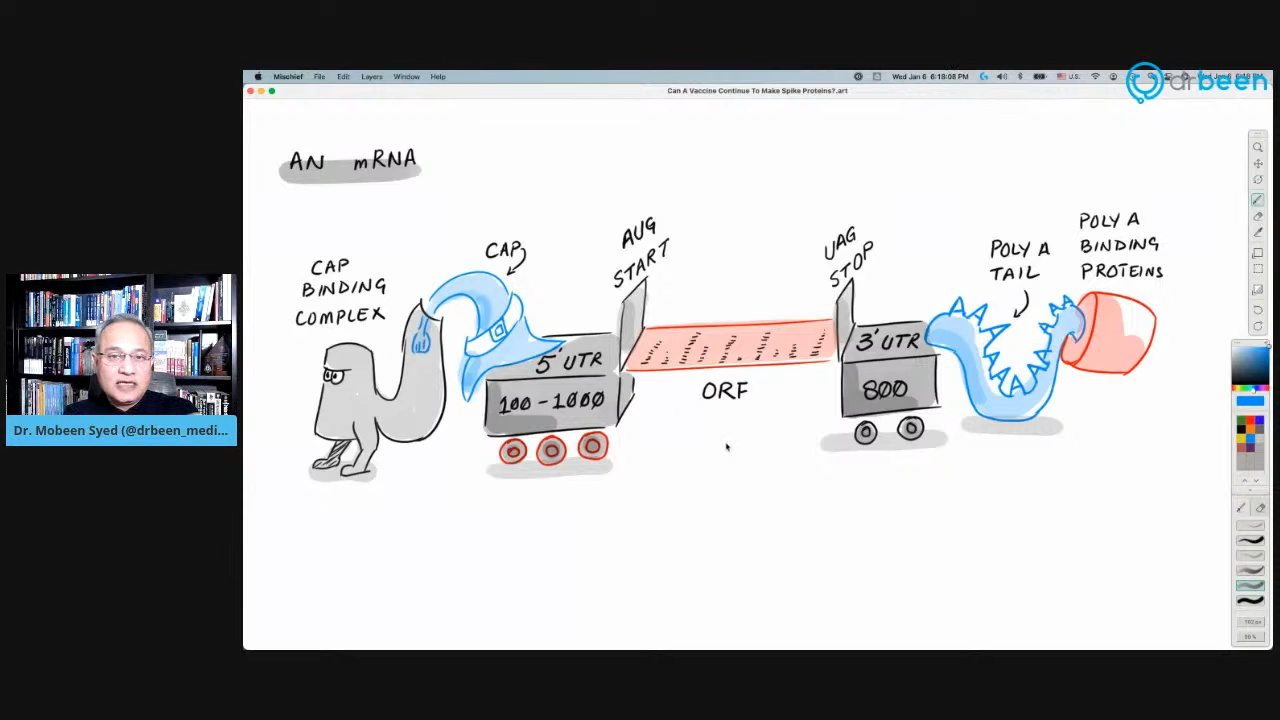 Mischief File Edit Layers Window Help
U.S.
Wed Jan 6 6:18:08 PM
drbeen
Can A Vaccine Continue To Make Spike Proteins?.art
AN mRNA
CAP
BINDING
COMPLEX
CAP
AUG
START
UAG
STOP
POLY A
TAIL
POLY A
BINDING
PROTEINS
5' UTR
100-1000
ORF
3' UTR
800
Dr. Mobeen Syed (@drbeen_medi...